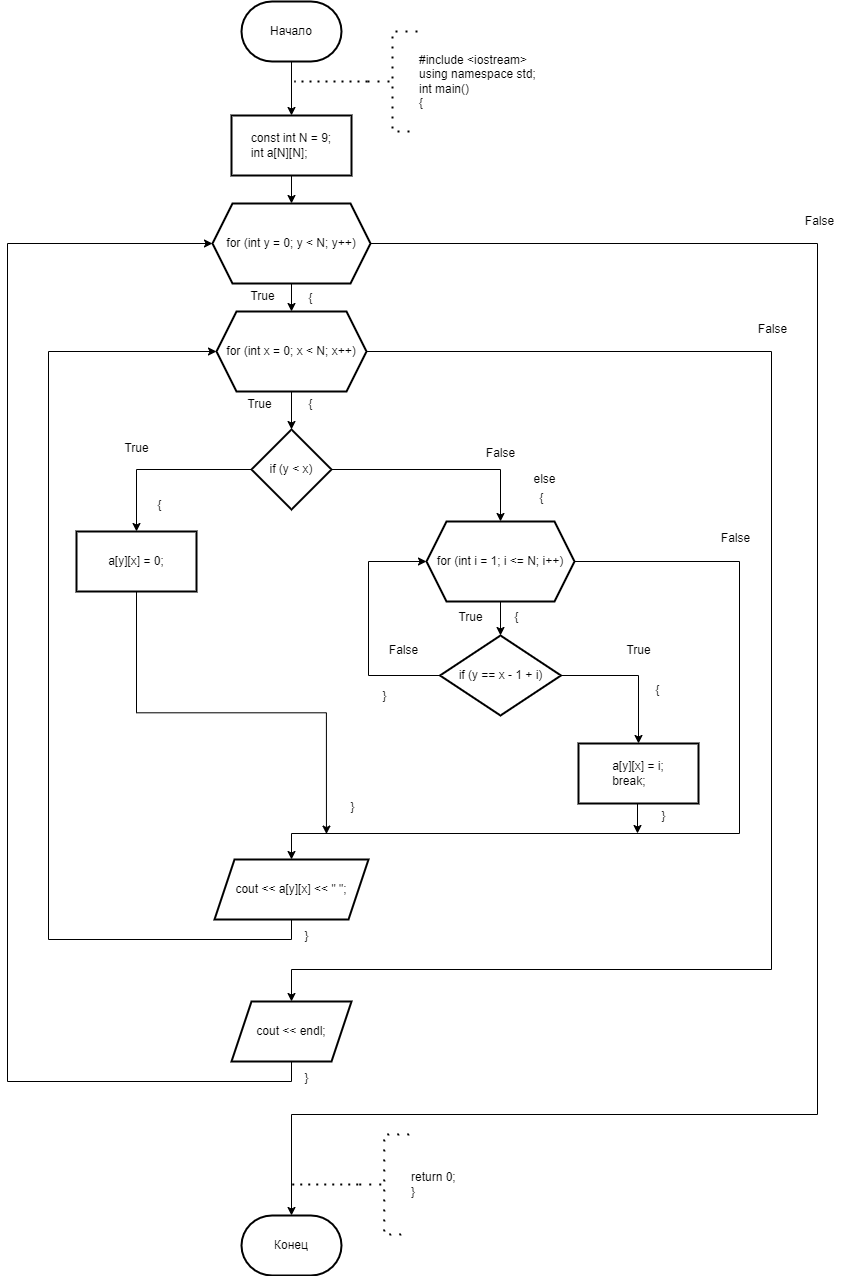 Начало
#include <iostream>
using namespace std;
int main()
{
const int N = 9;
int a[N][N];
False
for (int y = 0; y < N; y++)
True
{
False
for (int x = 0; x < N; x++)
True
{
True
if (y < x)
False
else
{
{
False
a[y][x] = 0;
for (int i = 1; i <= N; i++)
True
{
False
True
if (y == x - 1 + i)
}
{
a[y][x] = i;
break;
}
}
cout << a[y][x] << " ";
}
cout << endl;
}
return 0;
}
Конец